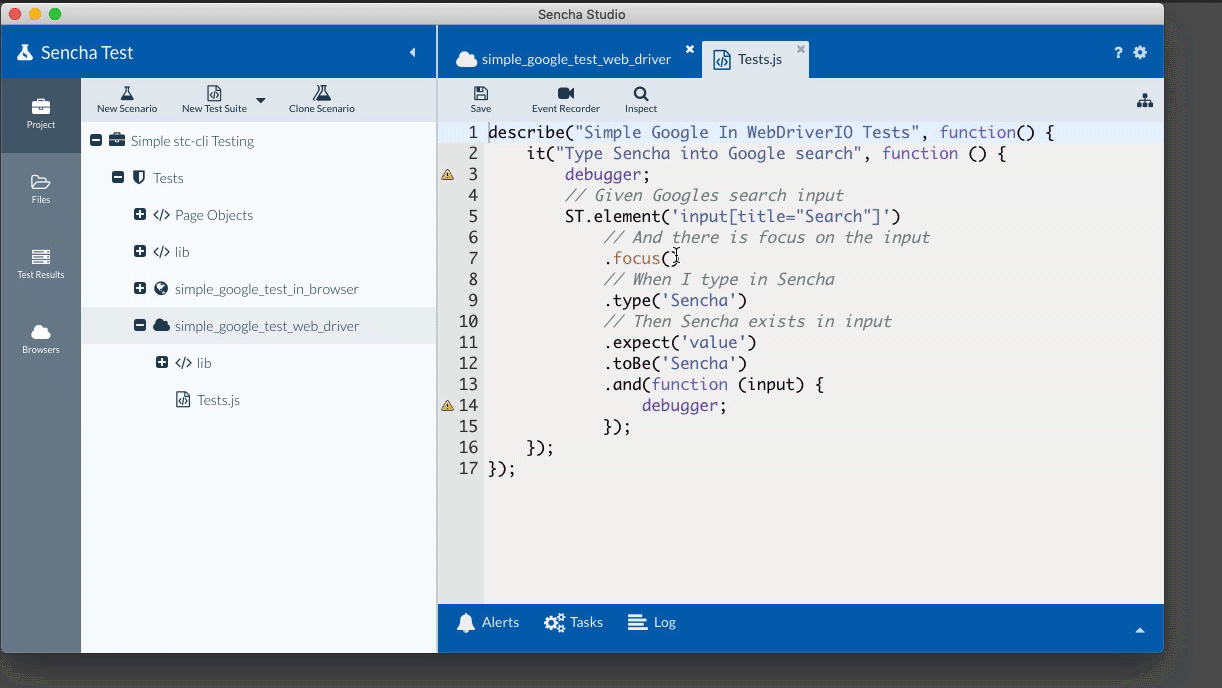 Sencha Studio
Sencha Test
simple_google_test_web_driver
Tests.js
?
Project
Files
Test Results
Browsers
New Scenario
New Test Suite
Clone Scenario
Simple stc-cli Testing
Tests
Page Objects
lib
simple_google_test_in_browser
simple_google_test_web_driver
lib
Tests.js
Save
Event Recorder
Inspect
1 describe("Simple Google In WebDriverIO Tests", function() {
2 it("Type Sencha into Google search", function () {
3 debugger;
4 // Given Googles search input
5 ST.element('input[title="Search"]')
6 // And there is focus on the input
7 .focus()
8 // When I type in Sencha
9 .type('Sencha')
10 // Then Sencha exists in input
11 .expect('value')
12 .toBe('Sencha')
13 .and(function (input) {
14 debugger;
15 });
16 });
17 });
Alerts
Tasks
Log